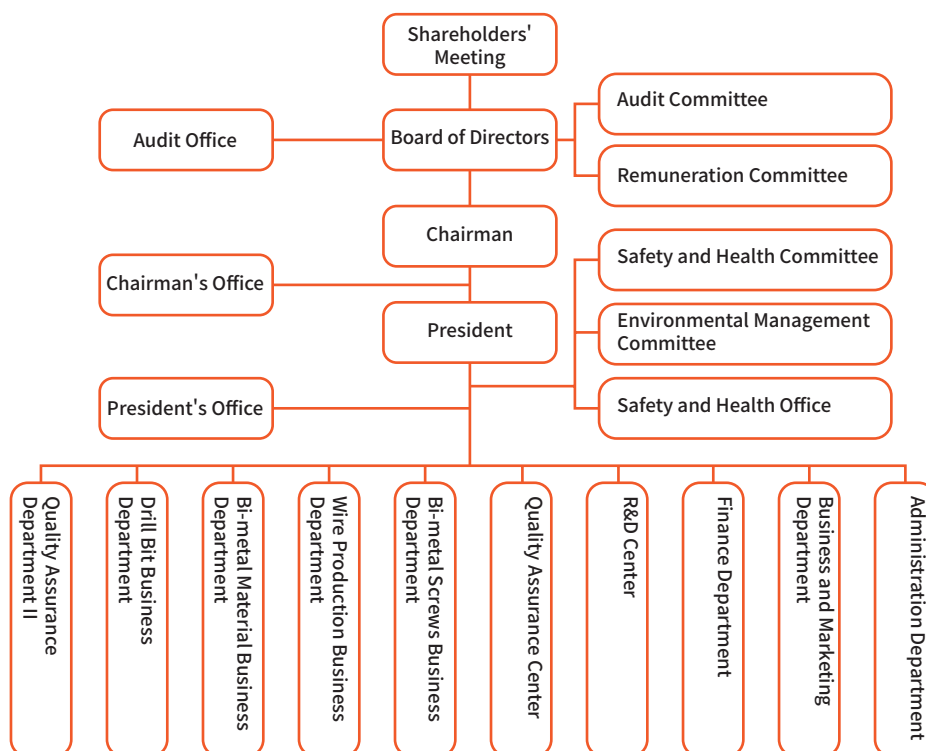 Shareholders'
Meeting
Audit Office
Board of Directors
Audit Committee
Remuneration Committee
Chairman
Chairman's Office
President
Safety and Health Committee
Environmental Management
Committee
Safety and Health Office
President's Office
Quality Assurance
Department II
Drill Bit Business
Department
Bi-metal Material Business
Department
Wire Production Business
Department
Bi-metal Screws Business
Department
Quality Assurance Center
R&D Center
Finance Department
Business and Marketing
Department
Administration Department